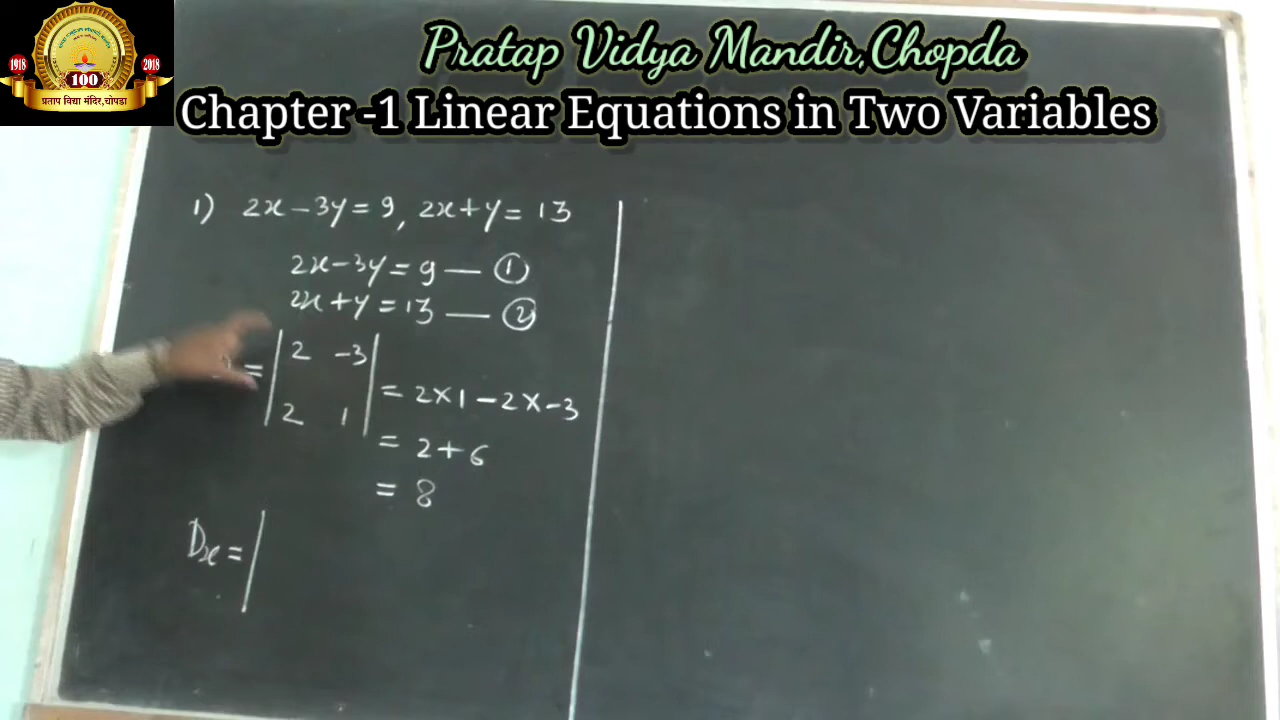 Pratap Vidya Mandir,Chopda
1918 2018
100
प्रताप विद्या मंदिर,चोपडा
Chapter -1 Linear Equations in Two Variables
1) 2x - 3y = 9, 2x + y = 13
2x - 3y = 9 — ①
2x + y = 13 — ②
= | 2 -3 |
| 2 1 | = 2 × 1 - 2 × -3
= 2 + 6
= 8
Dx = |